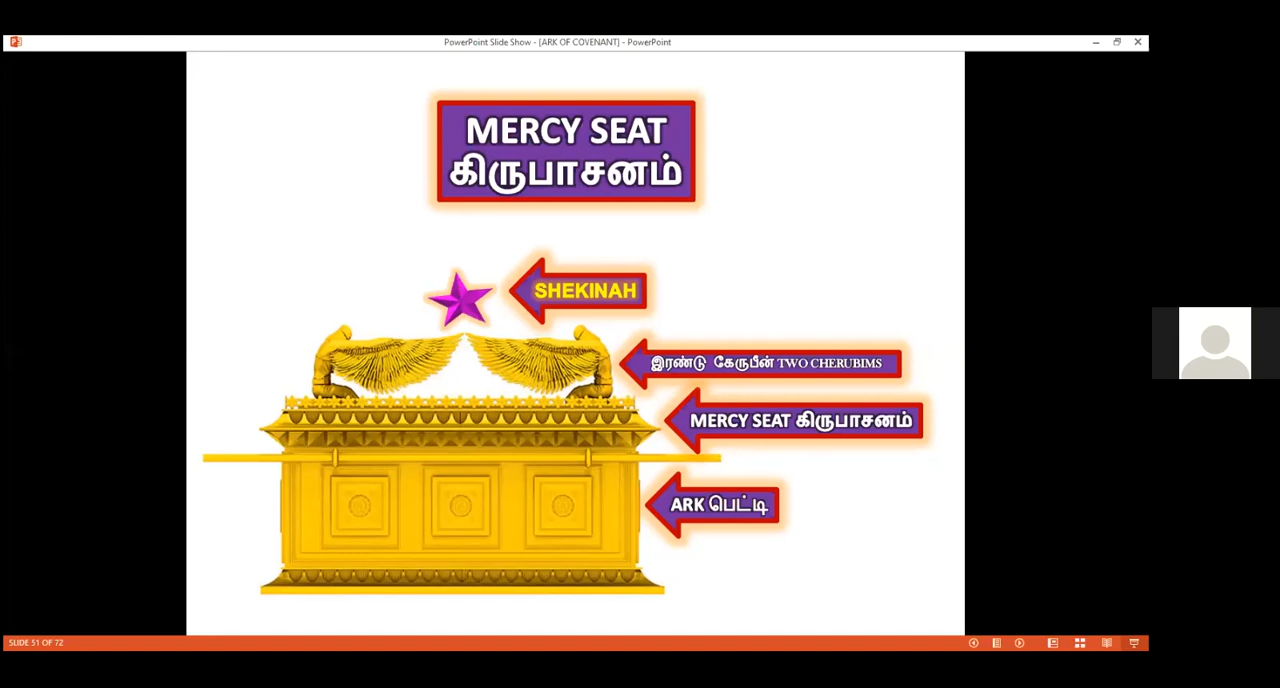 PowerPoint Slide Show - [ARK OF COVENANT] - PowerPoint
MERCY SEAT
கிருபாசனம்
SHEKINAH
இரண்டு கேருபீன் TWO CHERUBIMS
MERCY SEAT கிருபாசனம்
ARK பெட்டி
SLIDE 51 OF 72